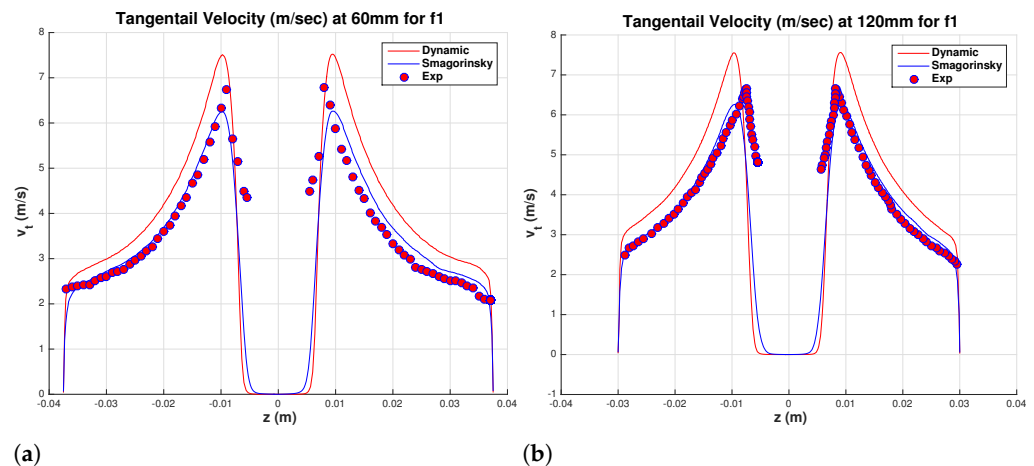 Tangentail Velocity (m/sec) at 60mm for f1
8
7
6
5
4
3
2
1
0
v_t (m/s)
-0.04
-0.03
-0.02
-0.01
0
0.01
0.02
0.03
0.04
z (m)
Dynamic
Smagorinsky
Exp
(a)
Tangentail Velocity (m/sec) at 120mm for f1
8
7
6
5
4
3
2
1
0
-1
v_t (m/s)
-0.04
-0.03
-0.02
-0.01
0
0.01
0.02
0.03
0.04
z (m)
Dynamic
Smagorinsky
Exp
(b)